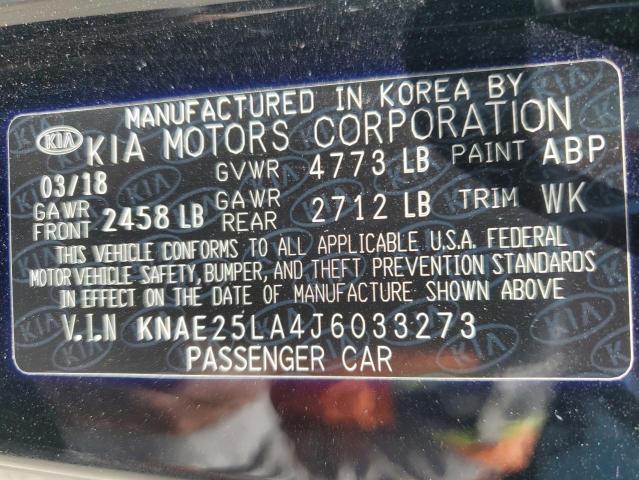 MANUFACTURED IN KOREA BY
KIA KIA MOTORS CORPORATION
03/18 GVWR 4773 LB PAINT ABP
GAWR FRONT 2458 LB GAWR REAR 2712 LB TRIM WK
THIS VEHICLE CONFORMS TO ALL APPLICABLE U.S.A. FEDERAL
MOTOR VEHICLE SAFETY, BUMPER, AND THEFT PREVENTION STANDARDS
IN EFFECT ON THE DATE OF MANUFACTURE SHOWN ABOVE
V.I.N KNAE25LA4J6033273
PASSENGER CAR